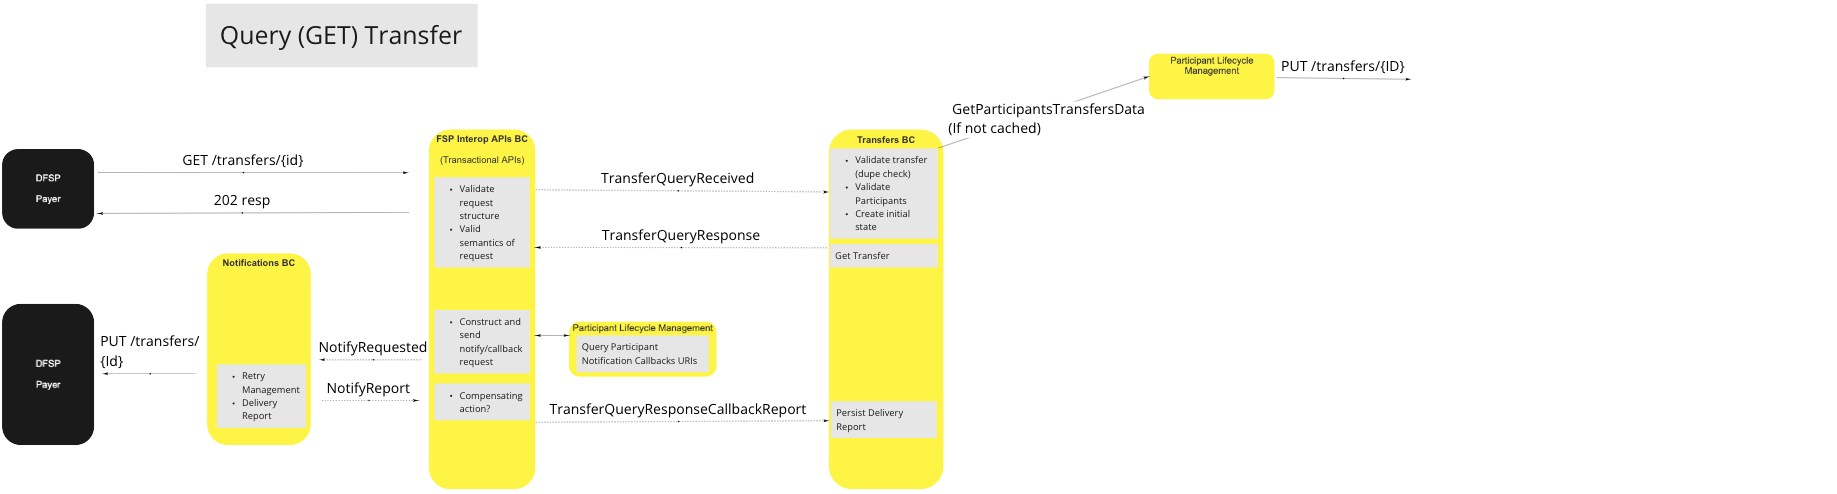 Query (GET) Transfer
Participant Lifecycle
Management
PUT /transfers/{ID}
GetParticipantsTransfersData
(If not cached)
DFSP
Payer
GET /transfers/{id}
202 resp
FSP Interop APIs BC
(Transactional APIs)
• Validate
request
structure
• Valid
semantics of
request
TransferQueryReceived
TransferQueryResponse
Transfers BC
• Validate transfer
(dupe check)
• Validate
Participants
• Create initial
state
Get Transfer
Notifications BC
DFSP
Payer
PUT /transfers/
{Id}
• Retry
Management
• Delivery
Report
NotifyRequested
NotifyReport
• Construct and
send
notify/callback
request
• Compensating
action?
Participant Lifecycle Management
Query Participant
Notification Callbacks URIs
TransferQueryResponseCallbackReport
Persist Delivery
Report